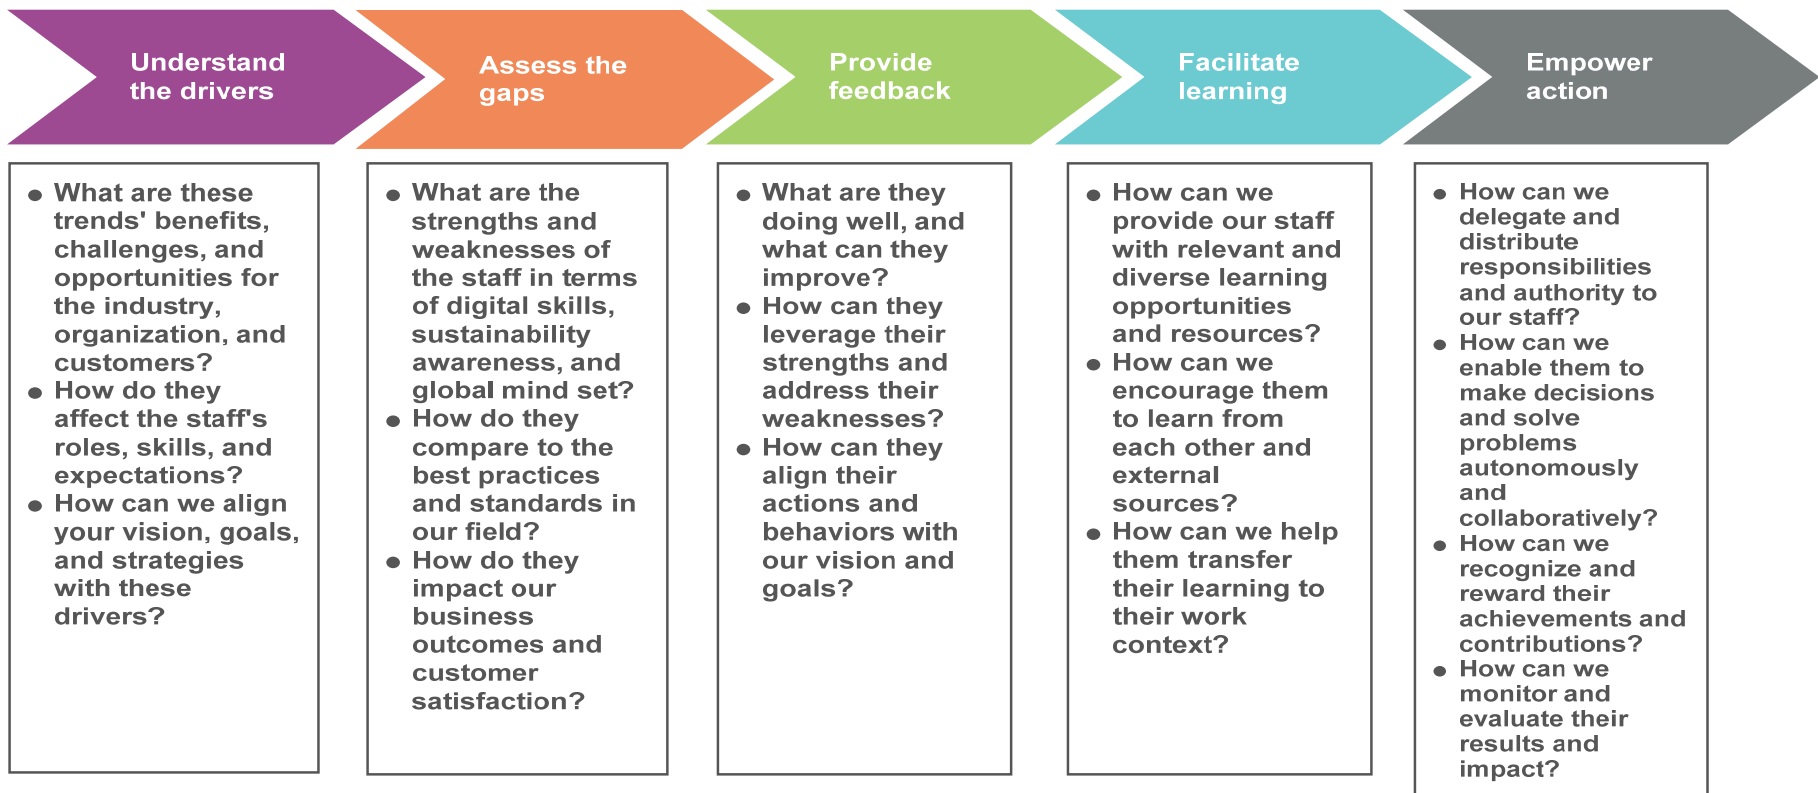 Understand
the drivers
Assess the
gaps
Provide
feedback
Facilitate
learning
Empower
action
● What are these
trends' benefits,
challenges, and
opportunities for
the industry,
organization, and
customers?
● How do they
affect the staff's
roles, skills, and
expectations?
● How can we align
your vision, goals,
and strategies
with these
drivers?
● What are the
strengths and
weaknesses of
the staff in terms
of digital skills,
sustainability
awareness, and
global mind set?
● How do they
compare to the
best practices
and standards in
our field?
● How do they
impact our
business
outcomes and
customer
satisfaction?
● What are they
doing well, and
what can they
improve?
● How can they
leverage their
strengths and
address their
weaknesses?
● How can they
align their
actions and
behaviors with
our vision and
goals?
● How can we
provide our staff
with relevant and
diverse learning
opportunities
and resources?
● How can we
encourage them
to learn from
each other and
external
sources?
● How can we help
them transfer
their learning to
their work
context?
● How can we
delegate and
distribute
responsibilities
and authority to
our staff?
● How can we
enable them to
make decisions
and solve
problems
autonomously
and
collaboratively?
● How can we
recognize and
reward their
achievements and
contributions?
● How can we
monitor and
evaluate their
results and
impact?